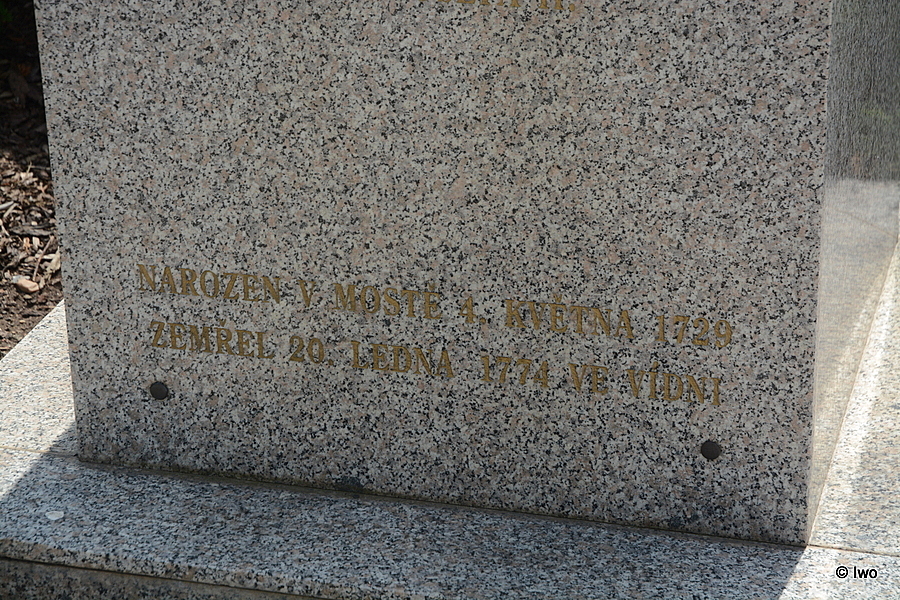 NAROZEN V MOSTĚ 4. KVĚTNA 1729
ZEMŘEL 20. LEDNA 1774 VE VÍDNI
© Iwo